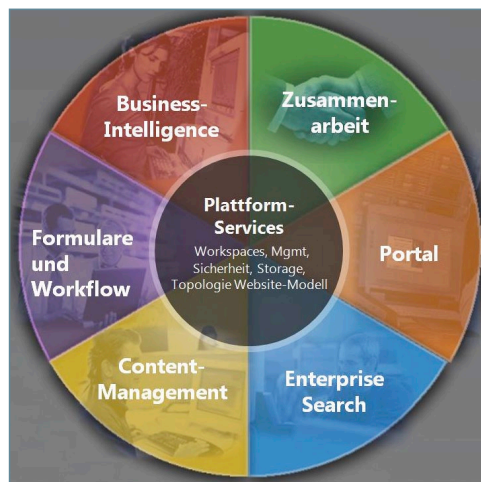 Business-
Intelligence
Zusammen-
arbeit
Plattform-
Services
Workspaces, Mgmt,
Sicherheit, Storage,
Topologie Website-Modell
Formulare
und
Workflow
Portal
Content-
Management
Enterprise
Search